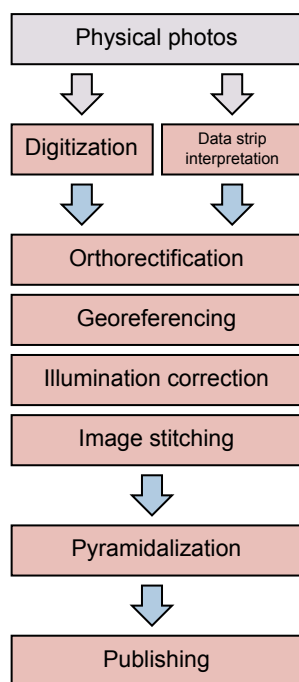 Physical photos
Digitization
Data strip
interpretation
Orthorectification
Georeferencing
Illumination correction
Image stitching
Pyramidalization
Publishing